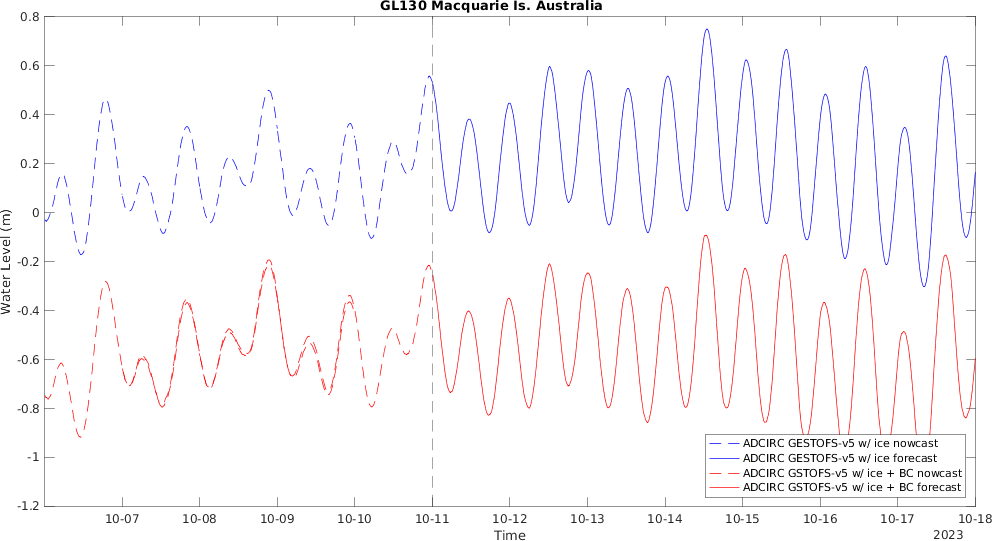 GL130 Macquarie Is. Australia
0.8
0.6
0.4
0.2
0
-0.2
-0.4
-0.6
-0.8
-1
-1.2
Water Level (m)
ADCIRC GESTOFS-v5 w/ ice nowcast
ADCIRC GESTOFS-v5 w/ ice forecast
ADCIRC GSTOFS-v5 w/ ice + BC nowcast
ADCIRC GSTOFS-v5 w/ ice + BC forecast
10-07 10-08 10-09 10-10 10-11 10-12 10-13 10-14 10-15 10-16 10-17 10-18
Time
2023